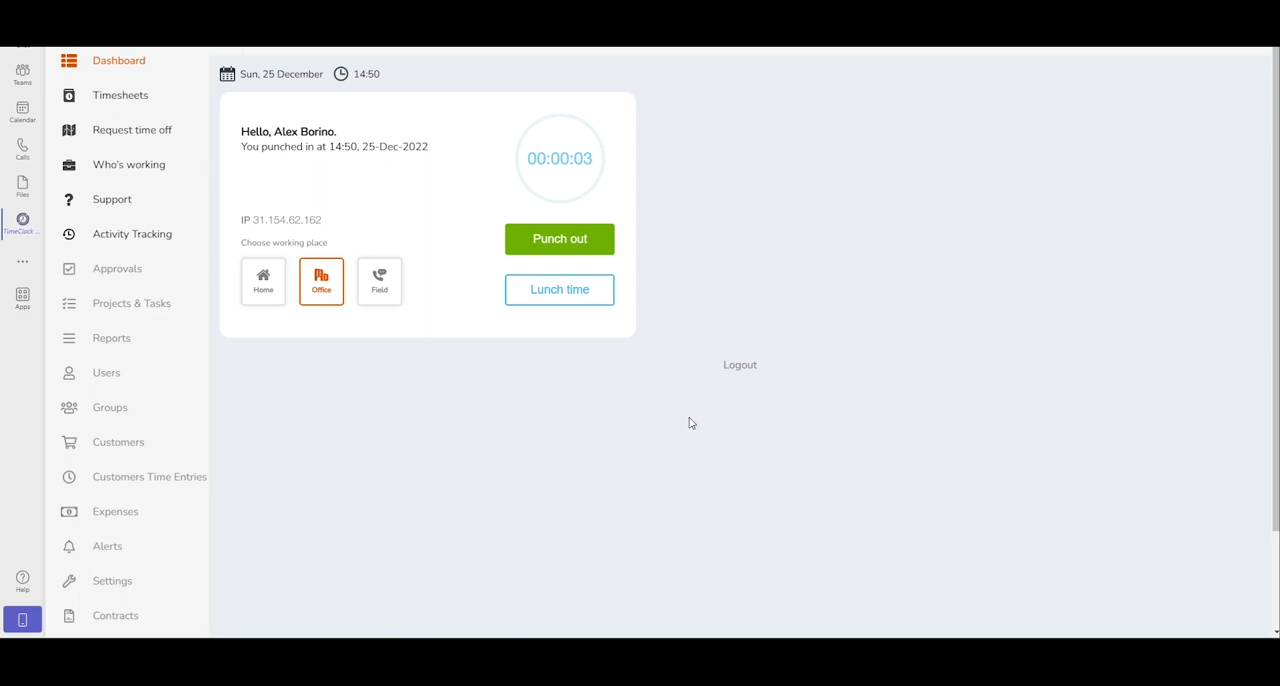 Dashboard
Timesheets
Request time off
Who's working
Support
Activity Tracking
Approvals
Projects & Tasks
Reports
Users
Groups
Customers
Customers Time Entries
Expenses
Alerts
Settings
Contracts
Teams
Calendar
Calls
Files
TimeClock ...
Apps
Help
Sun, 25 December 14:50
Hello, Alex Borino.
You punched in at 14:50, 25-Dec-2022
00:00:03
IP 31.154.62.162
Choose working place
Home Office Field
Punch out
Lunch time
Logout